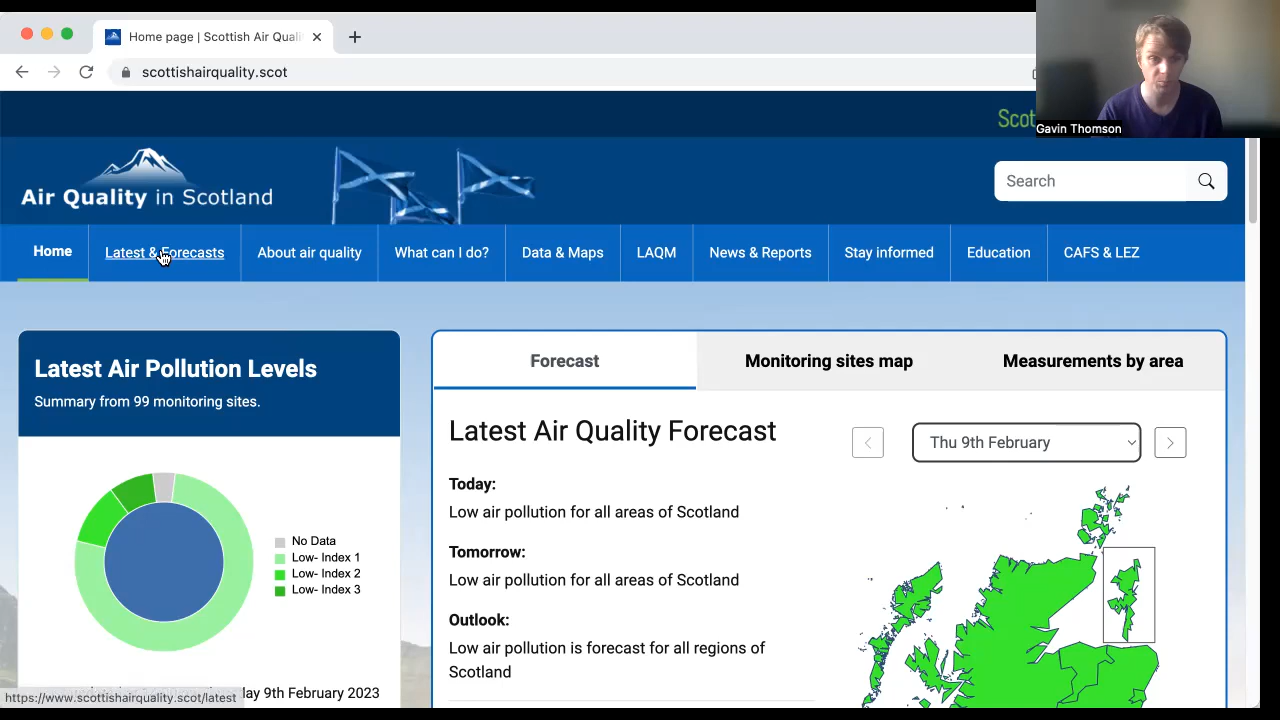 Home page | Scottish Air Quali
scottishairquality.scot
Gavin Thomson
Scot
Air Quality in Scotland
Search
Home
Latest & Forecasts
About air quality
What can I do?
Data & Maps
LAQM
News & Reports
Stay informed
Education
CAFS & LEZ
Latest Air Pollution Levels
Summary from 99 monitoring sites.
No Data
Low- Index 1
Low- Index 2
Low- Index 3
day 9th February 2023
https://www.scottishairquality.scot/latest
Forecast
Monitoring sites map
Measurements by area
Latest Air Quality Forecast
Thu 9th February
Today:
Low air pollution for all areas of Scotland
Tomorrow:
Low air pollution for all areas of Scotland
Outlook:
Low air pollution is forecast for all regions of
Scotland